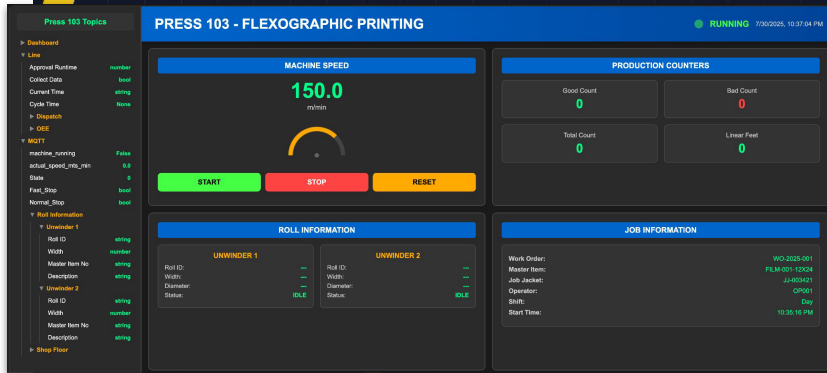 Press 103 Topics
Dashboard
Line
Approval Runtime number
Collect Data bool
Current Time string
Cycle Time None
Dispatch
OEE
MQTT
machine_running False
actual_speed_mts_min 0.0
State 0
Fast_Stop bool
Normal_Stop bool
Roll Information
Unwinder 1
Roll ID string
Width number
Master Item No string
Description string
Unwinder 2
Roll ID string
Width number
Master Item No string
Description string
Shop Floor
PRESS 103 - FLEXOGRAPHIC PRINTING
RUNNING 7/30/2025, 10:37:04 PM
MACHINE SPEED
150.0
m/min
START STOP RESET
PRODUCTION COUNTERS
Good Count Bad Count
0 0
Total Count Linear Feet
0 0
ROLL INFORMATION
UNWINDER 1
Roll ID: ---
Width: ---
Diameter: ---
Status: IDLE
UNWINDER 2
Roll ID: ---
Width: ---
Diameter: ---
Status: IDLE
JOB INFORMATION
Work Order: WO-2025-001
Master Item: FILM-001-12X24
Job Jacket: JJ-003421
Operator: OP001
Shift: Day
Start Time: 10:35:16 PM